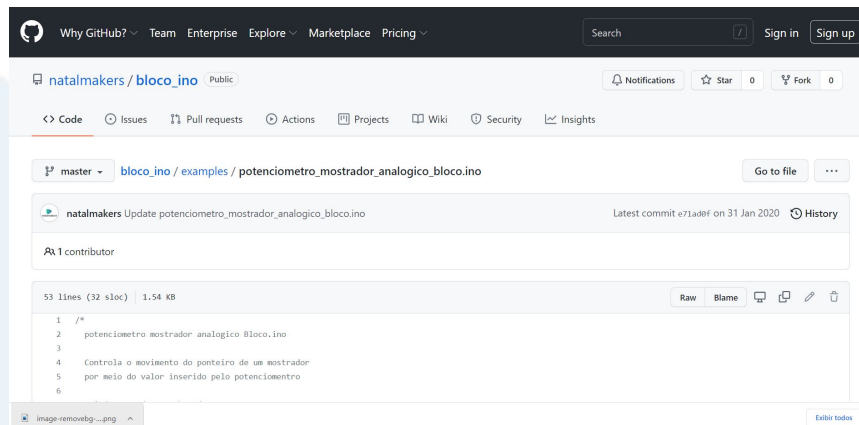 Why GitHub? Team Enterprise Explore Marketplace Pricing Search / Sign in Sign up
natalmakers / bloco_ino Public Notifications Star 0 Fork 0
<> Code Issues Pull requests Actions Projects Wiki Security Insights
master bloco_ino / examples / potenciometro_mostrador_analogico_bloco.ino Go to file ...
natalmakers Update potenciometro_mostrador_analogico_bloco.ino Latest commit e71ad0f on 31 Jan 2020 History
1 contributor
53 lines (32 sloc) 1.54 KB Raw Blame
1 /*
2 potenciometro mostrador analogico Bloco.ino
3
4 Controla o movimento do ponteiro de um mostrador
5 por meio do valor inserido pelo potenciomentro
6
image-removebg-....png Exibir todos